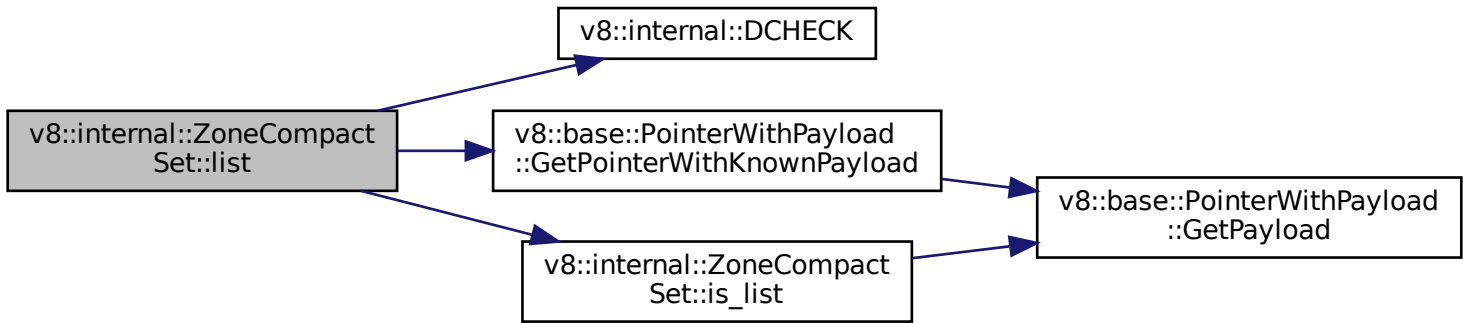 v8::internal::DCHECK
v8::internal::ZoneCompact
Set::list
v8::base::PointerWithPayload
::GetPointerWithKnownPayload
v8::base::PointerWithPayload
::GetPayload
v8::internal::ZoneCompact
Set::is_list